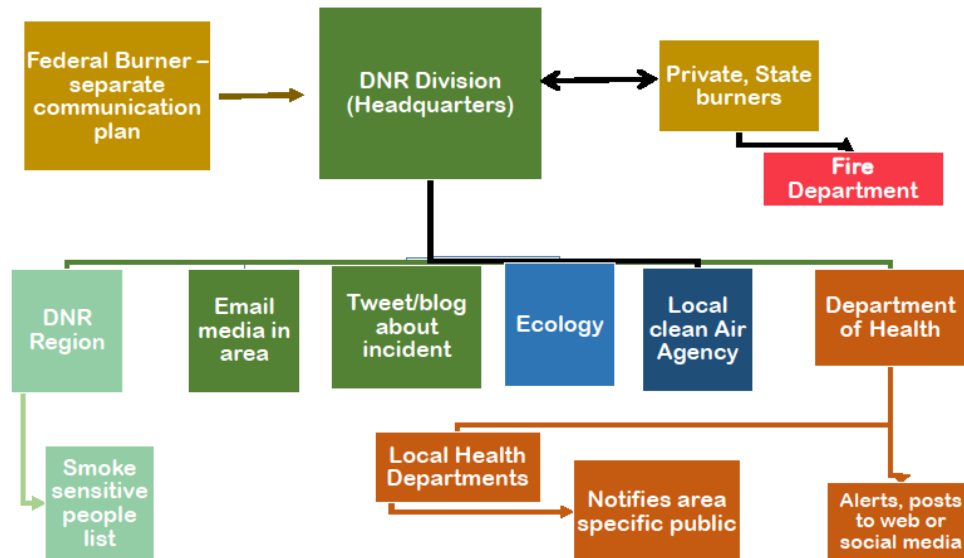 Federal Burner –
separate
communication
plan
DNR Division
(Headquarters)
Private, State
burners
Fire
Department
DNR
Region
Email
media in
area
Tweet/blog
about
incident
Ecology
Local
clean Air
Agency
Department
of Health
Smoke
sensitive
people
list
Local Health
Departments
Notifies area
specific public
Alerts, posts
to web or
social media